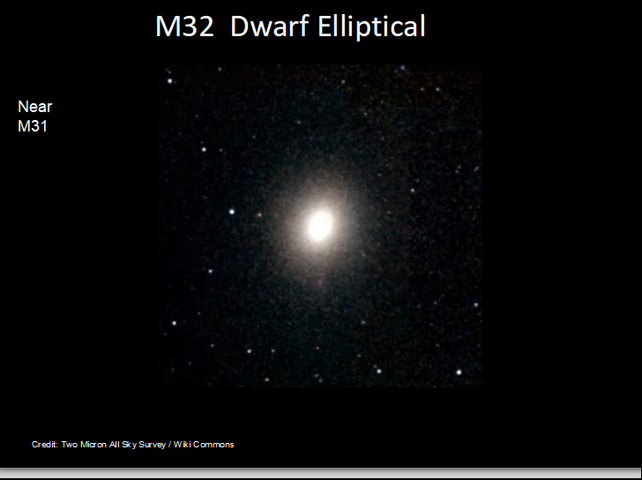 M32 Dwarf Elliptical
Near
M31
Credit: Two Micron All Sky Survey / Wiki Commons